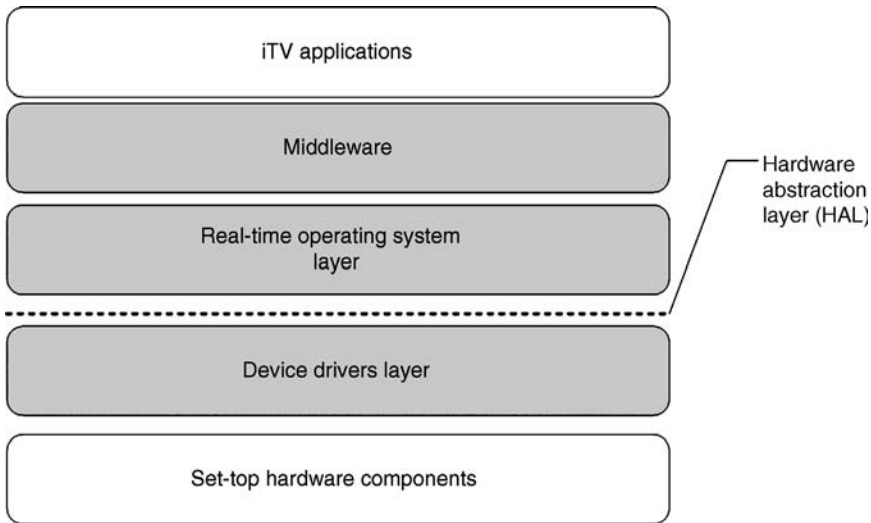 iTV applications
Middleware
Real-time operating system
layer
Hardware
abstraction
layer (HAL)
Device drivers layer
Set-top hardware components